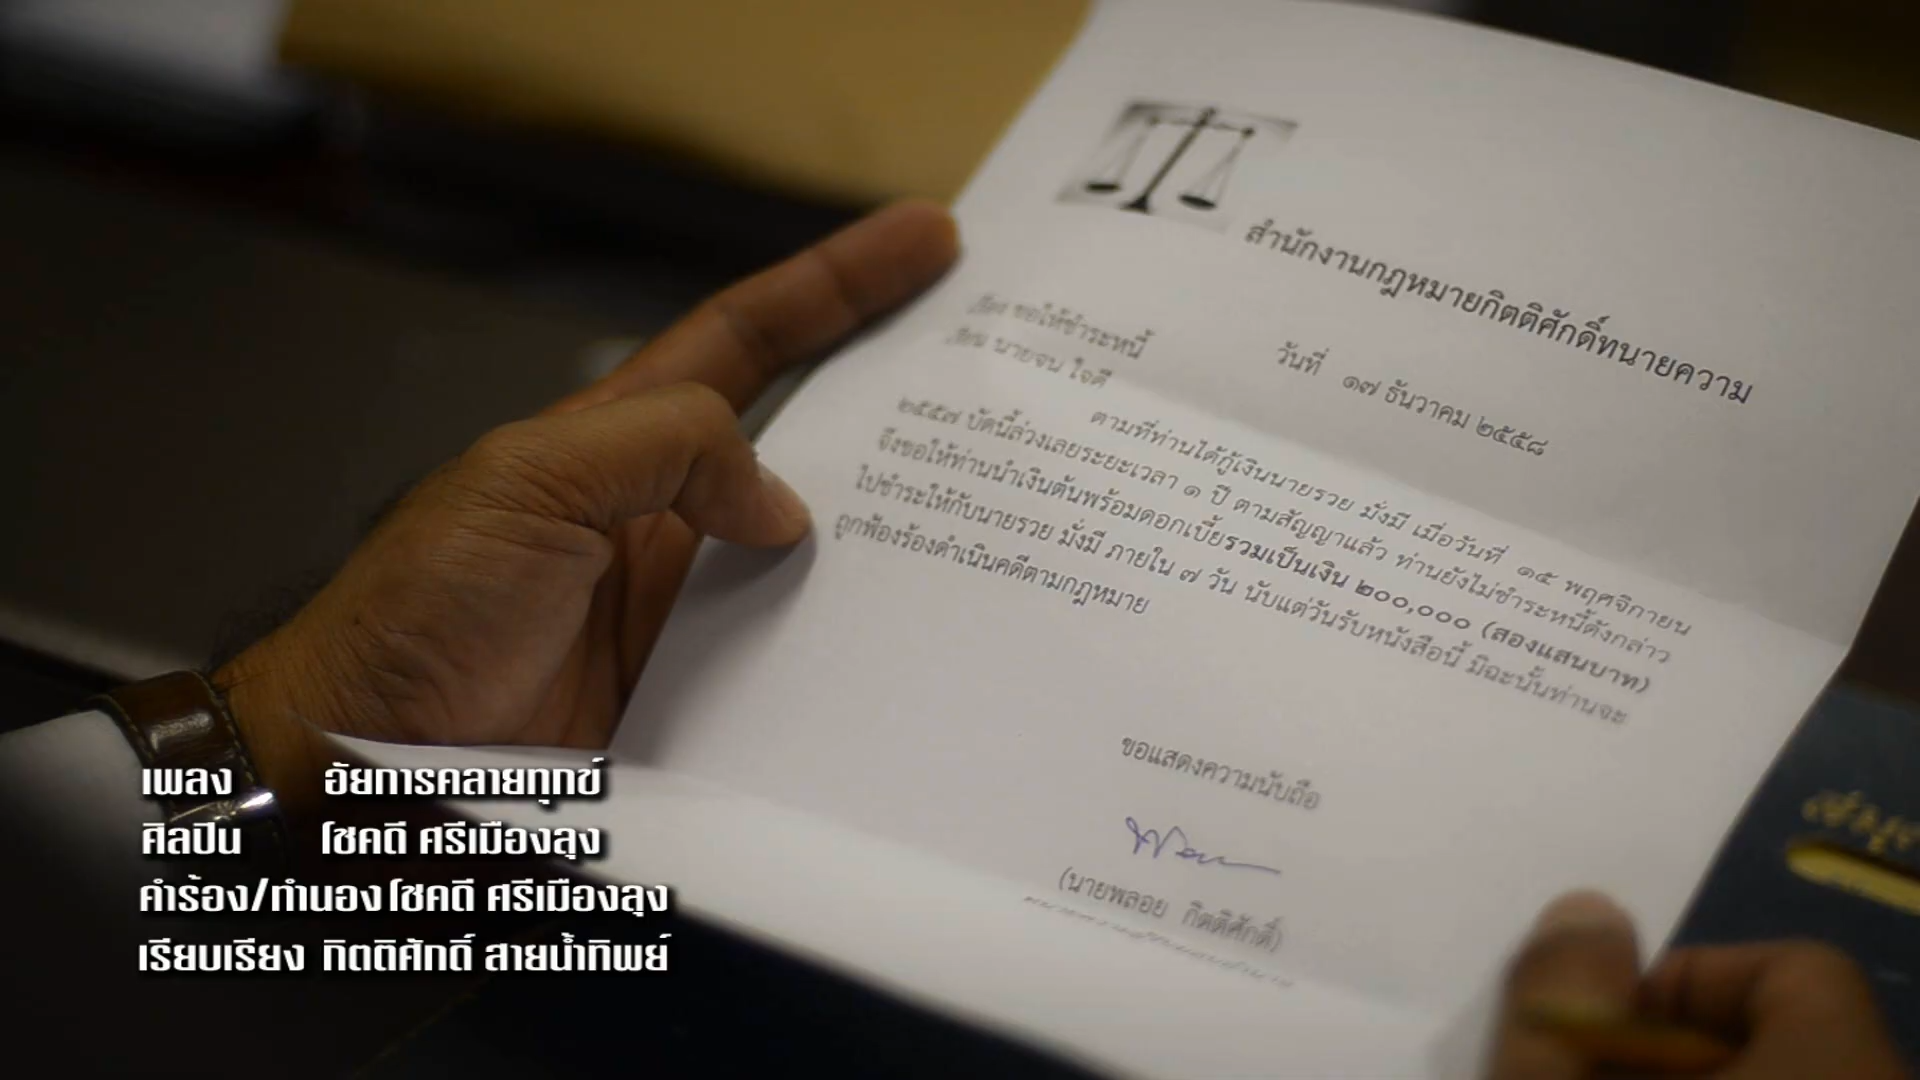 สำนักงานกฎหมายกิตติศักดิ์ทนายความ
วันที่ ๑๗ ธันวาคม ๒๕๕๘
เรื่อง ขอให้ชำระหนี้
เรียน นายจน ใจดี
ตามที่ท่านได้กู้เงินนายรวย มั่งมี เมื่อวันที่ ๑๕ พฤศจิกายน
๒๕๕๗ บัดนี้ล่วงเลยระยะเวลา ๑ ปี ตามสัญญาแล้ว ท่านยังไม่ชำระหนี้ดังกล่าว
จึงขอให้ท่านนำเงินต้นพร้อมดอกเบี้ยรวมเป็นเงิน ๒๐๐,๐๐๐ (สองแสนบาท)
ไปชำระให้กับนายรวย มั่งมี ภายใน ๗ วัน นับแต่วันรับหนังสือนี้ มิฉะนั้นท่านจะ
ถูกฟ้องร้องดำเนินคดีตามกฎหมาย
ขอแสดงความนับถือ
(นายพลอย กิตติศักดิ์)
เพลง อัยการคลายทุกข์
ศิลปิน โชคดี ศรีเมืองลุง
คำร้อง/ทำนอง โชคดี ศรีเมืองลุง
เรียบเรียง กิตติศักดิ์ สายน้ำทิพย์